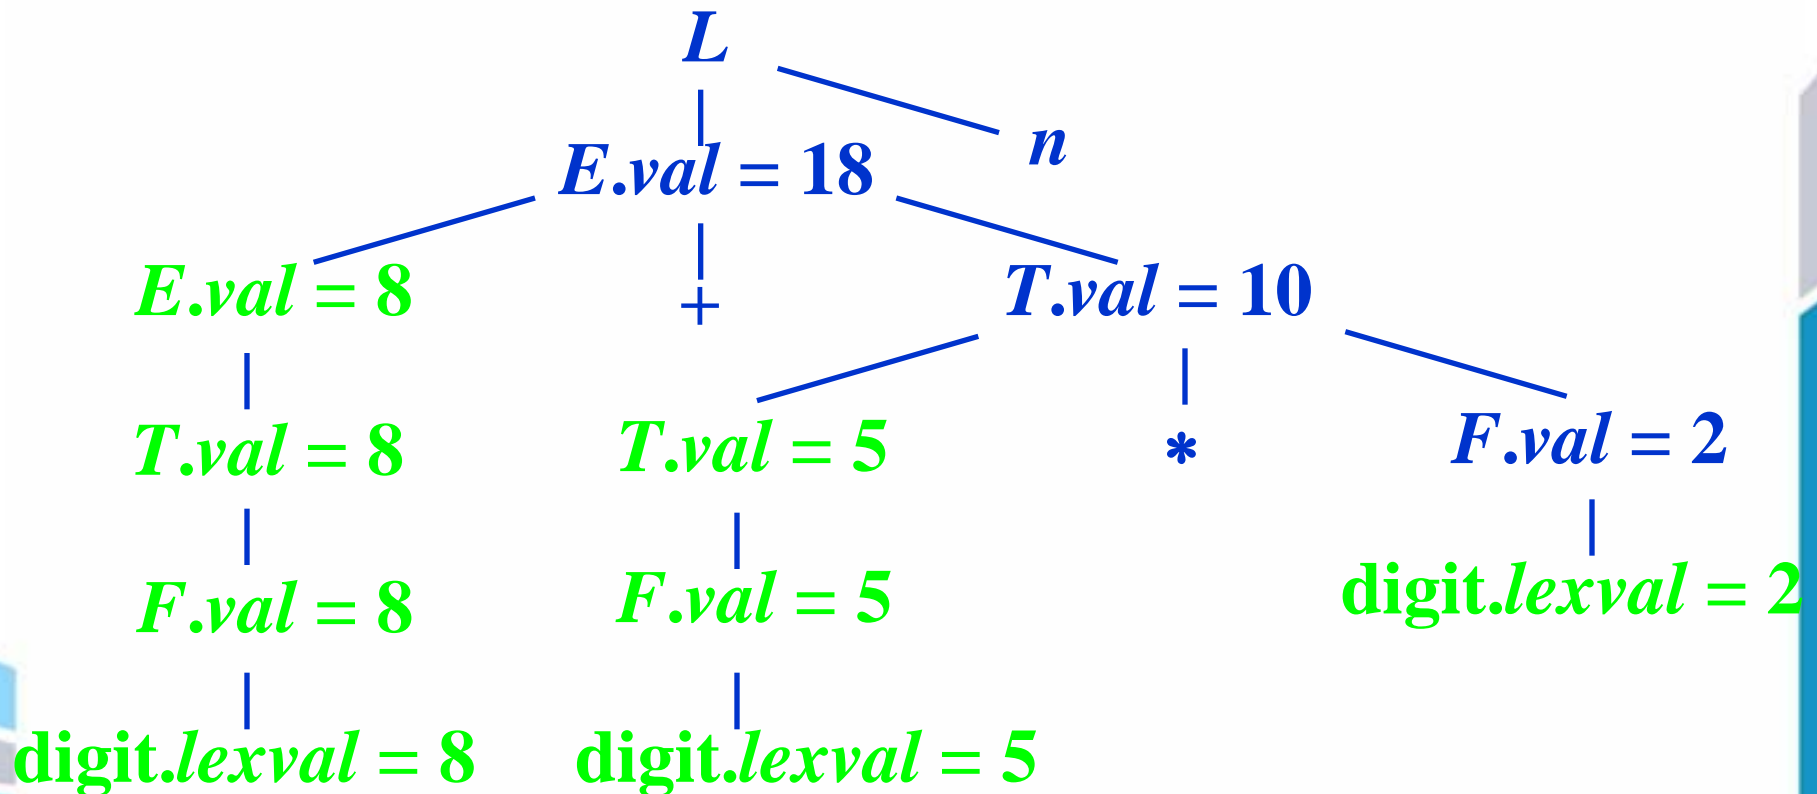 L
n
E.val = 18
E.val = 8 + T.val = 10
T.val = 8 T.val = 5 * F.val = 2
F.val = 8 F.val = 5 digit.lexval = 2
digit.lexval = 8 digit.lexval = 5